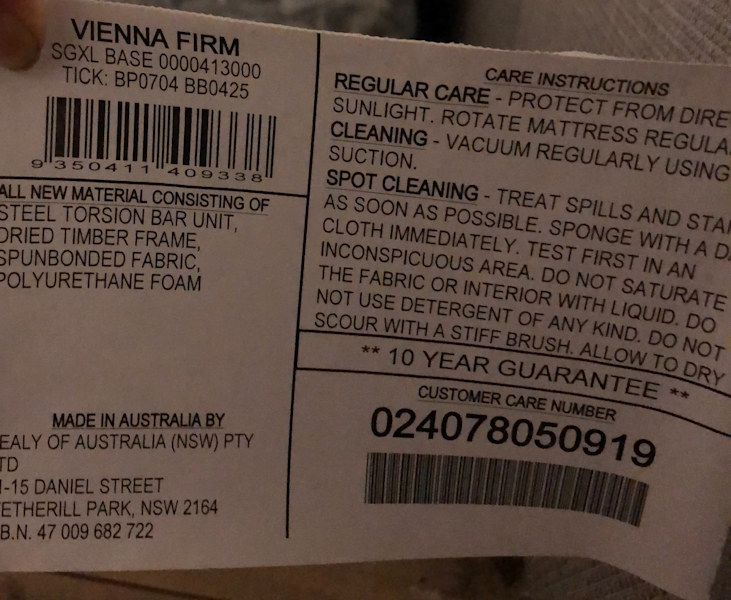 VIENNA FIRM
SGXL BASE 0000413000
TICK: BP0704 BB0425
9 350411 409338
ALL NEW MATERIAL CONSISTING OF
STEEL TORSION BAR UNIT,
DRIED TIMBER FRAME,
SPUNBONDED FABRIC,
POLYURETHANE FOAM
MADE IN AUSTRALIA BY
EALY OF AUSTRALIA (NSW) PTY
TD
1-15 DANIEL STREET
ETHERILL PARK, NSW 2164
B.N. 47 009 682 722
CARE INSTRUCTIONS
REGULAR CARE - PROTECT FROM DIRE
SUNLIGHT. ROTATE MATTRESS REGULA
CLEANING - VACUUM REGULARLY USING
SUCTION.
SPOT CLEANING - TREAT SPILLS AND STAI
AS SOON AS POSSIBLE. SPONGE WITH A DA
CLOTH IMMEDIATELY. TEST FIRST IN AN
INCONSPICUOUS AREA. DO NOT SATURATE
THE FABRIC OR INTERIOR WITH LIQUID. DO
NOT USE DETERGENT OF ANY KIND. DO NOT
SCOUR WITH A STIFF BRUSH. ALLOW TO DRY
** 10 YEAR GUARANTEE **
CUSTOMER CARE NUMBER
024078050919